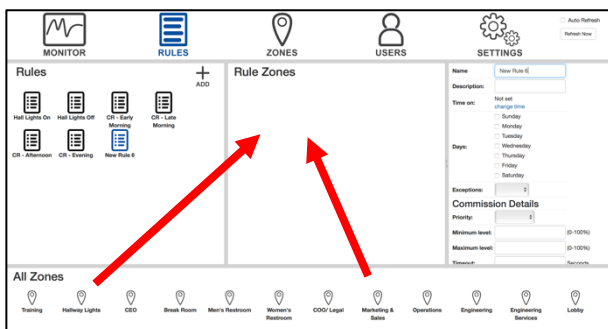 MONITOR
RULES
ZONES
USERS
SETTINGS
Auto Refresh
Refresh Now
Rules
ADD
Hall Lights On
Hall Lights Off
CR - Early
Morning
CR - Late
Morning
CR - Afternoon
CR - Evening
New Rule 6
Rule Zones
Name
New Rule 6
Description:
Time on:
Not set
change time
Days:
Sunday
Monday
Tuesday
Wednesday
Thursday
Friday
Saturday
Exceptions:
Commission Details
Priority:
Minimum level:
(0-100%)
Maximum level:
(0-100%)
Timeout:
Seconds
All Zones
Training
Hallway Lights
CEO
Break Room
Men's Restroom
Women's
Restroom
COO/ Legal
Marketing &
Sales
Operations
Engineering
Engineering
Services
Lobby